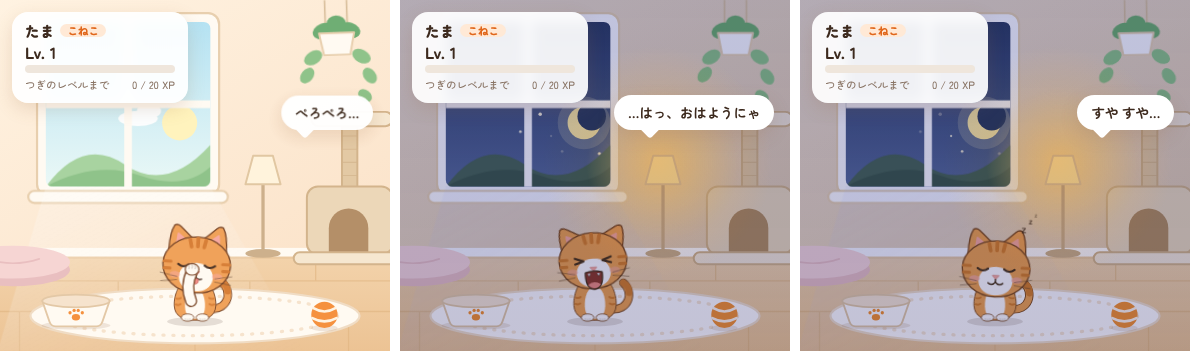 たま こねこ
Lv. 1
つぎのレベルまで 0 / 20 XP
ぺろぺろ…
たま こねこ
Lv. 1
つぎのレベルまで 0 / 20 XP
…はっ、おはようにゃ
たま こねこ
Lv. 1
つぎのレベルまで 0 / 20 XP
すや すや…
z z z